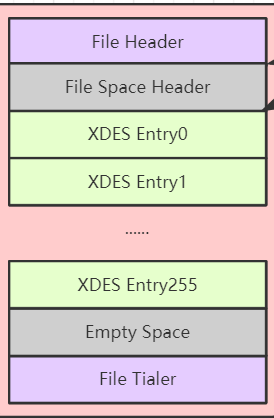 File Header
File Space Header
XDES Entry0
XDES Entry1
......
XDES Entry255
Empty Space
File Tialer